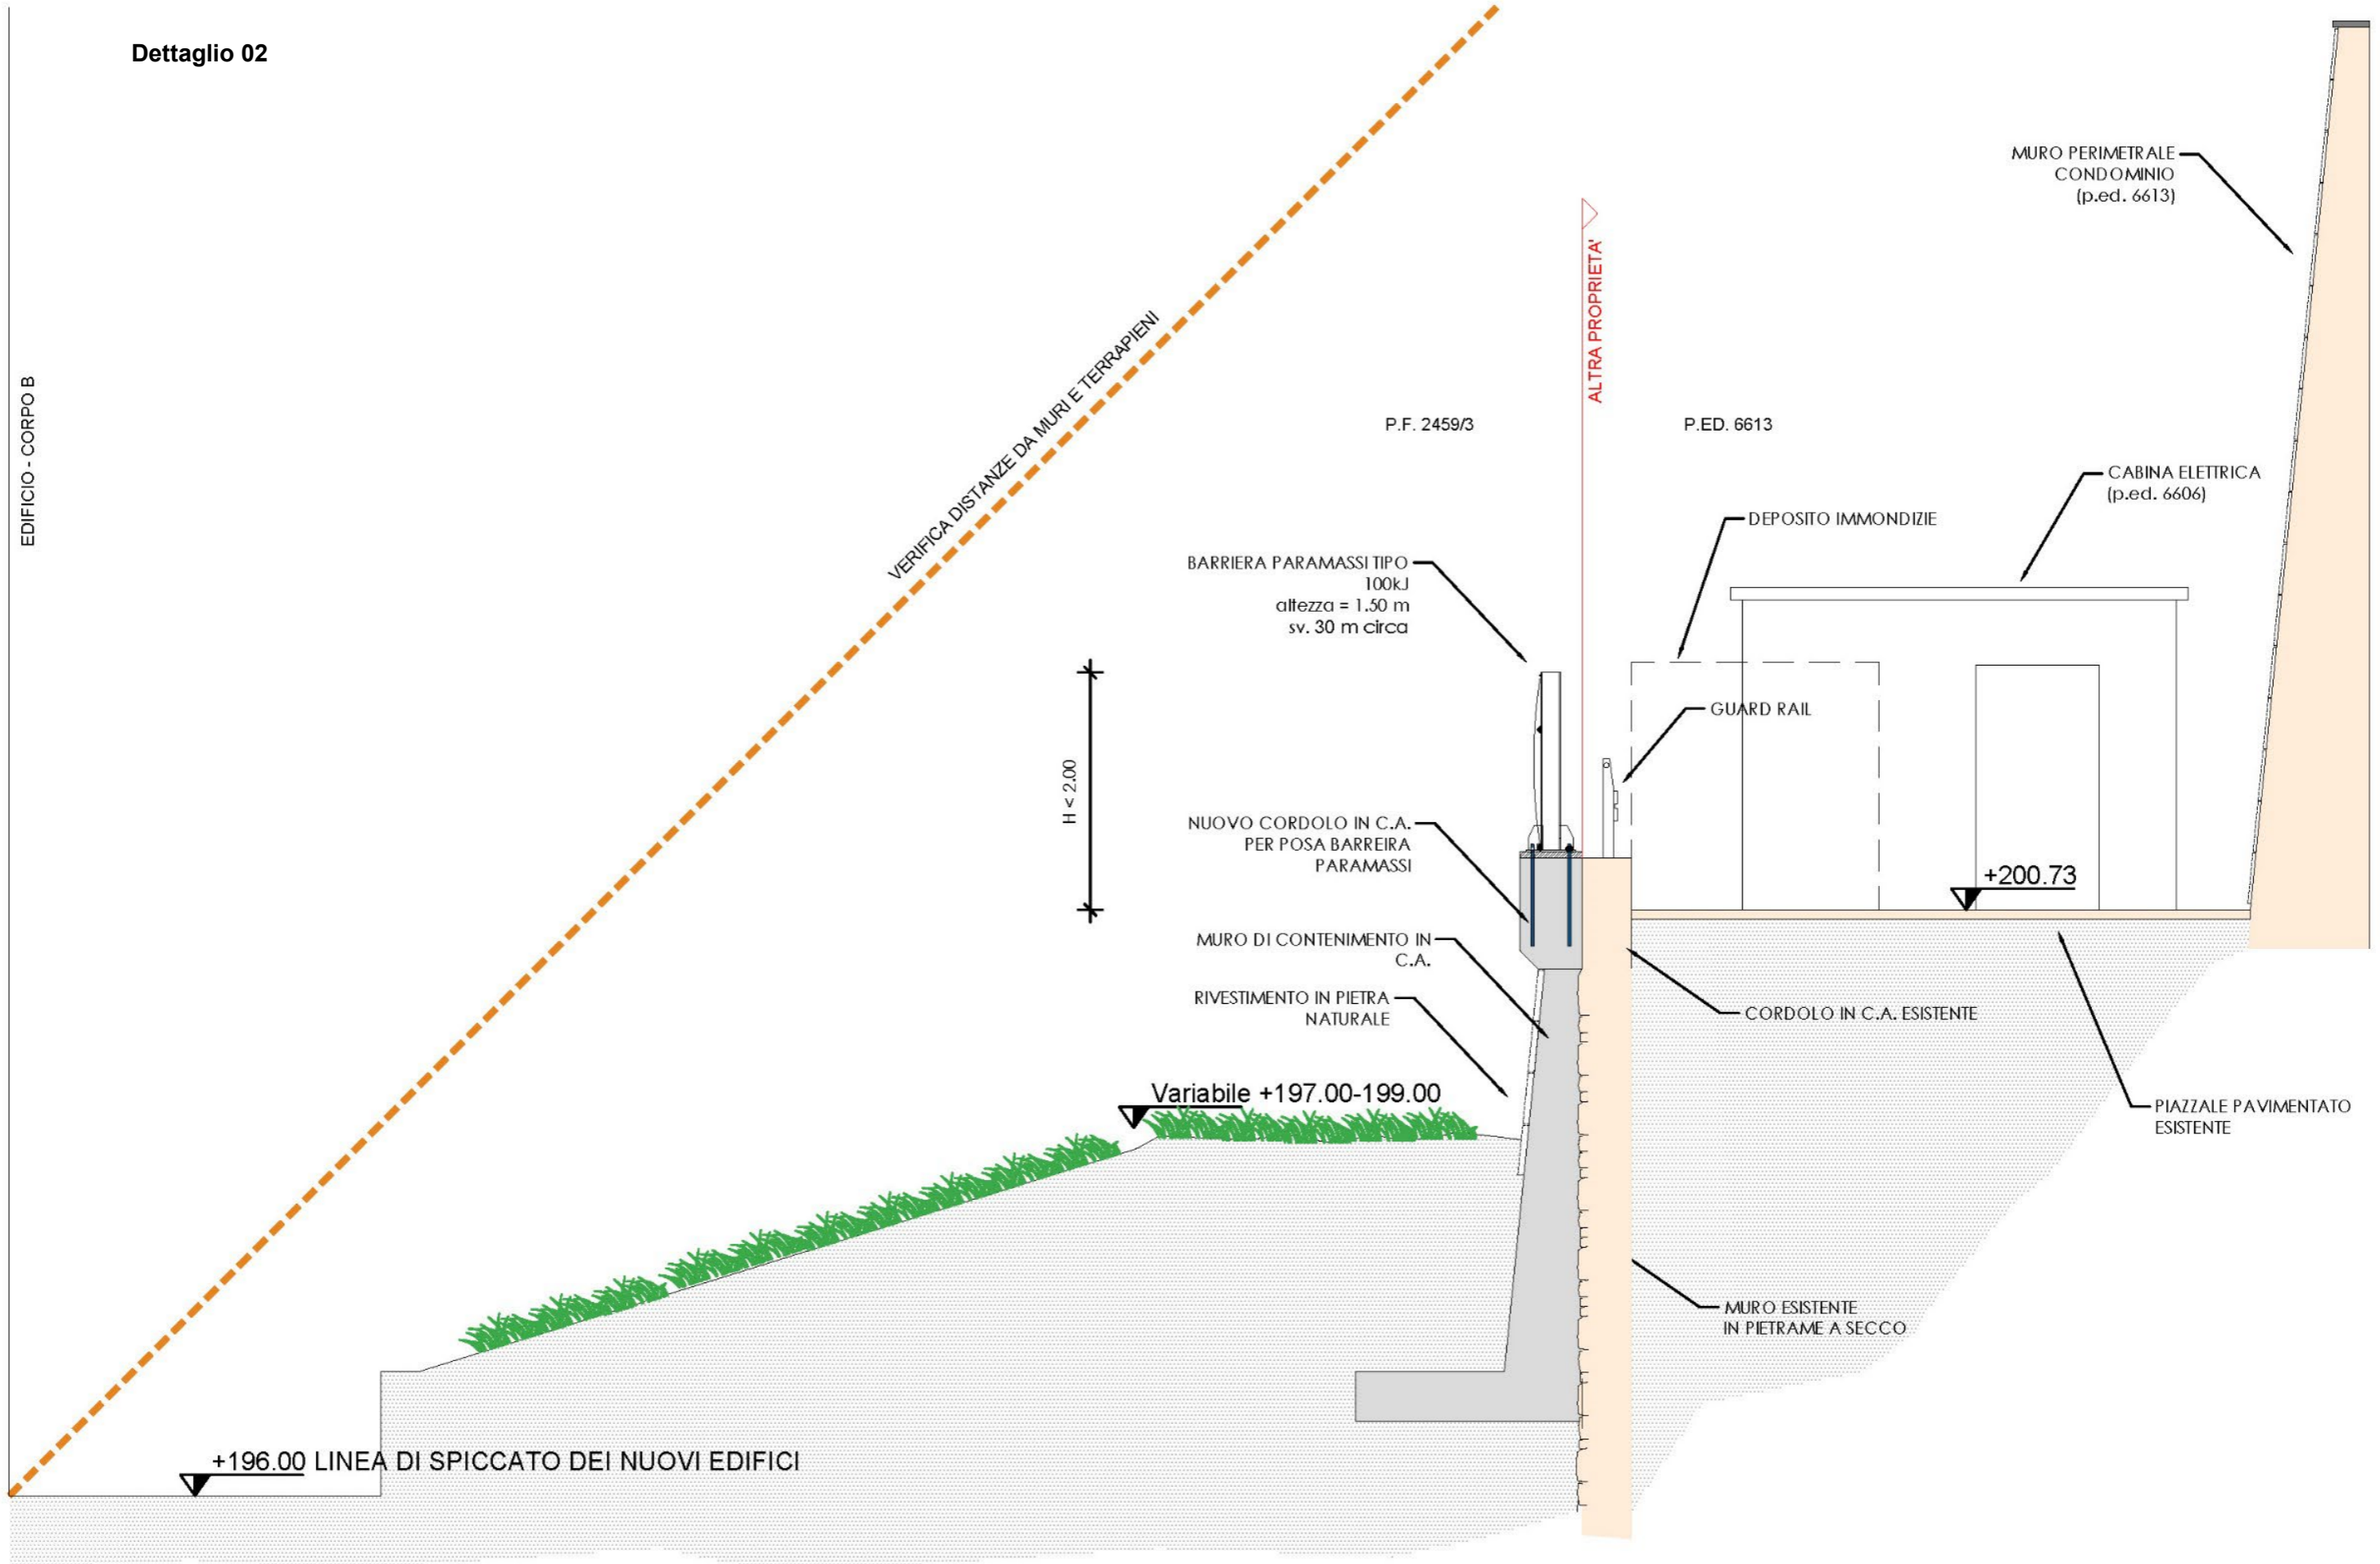 Dettaglio 02
EDIFICIO - CORPO B
VERIFICA DISTANZE DA MURI E TERRAPIENI
MURO PERIMETRALE
CONDOMINIO
(p.ed. 6613)
ALTRA PROPRIETA'
P.F. 2459/3
P.ED. 6613
CABINA ELETTRICA
(p.ed. 6606)
DEPOSITO IMMONDIZIE
BARRIERA PARAMASSI TIPO
100kJ
altezza = 1.50 m
sv. 30 m circa
GUARD RAIL
H < 2.00
NUOVO CORDOLO IN C.A.
PER POSA BARREIRA
PARAMASSI
+200.73
MURO DI CONTENIMENTO IN
C.A.
RIVESTIMENTO IN PIETRA
NATURALE
CORDOLO IN C.A. ESISTENTE
Variabile +197.00-199.00
PIAZZALE PAVIMENTATO
ESISTENTE
MURO ESISTENTE
IN PIETRAME A SECCO
+196.00 LINEA DI SPICCATO DEI NUOVI EDIFICI